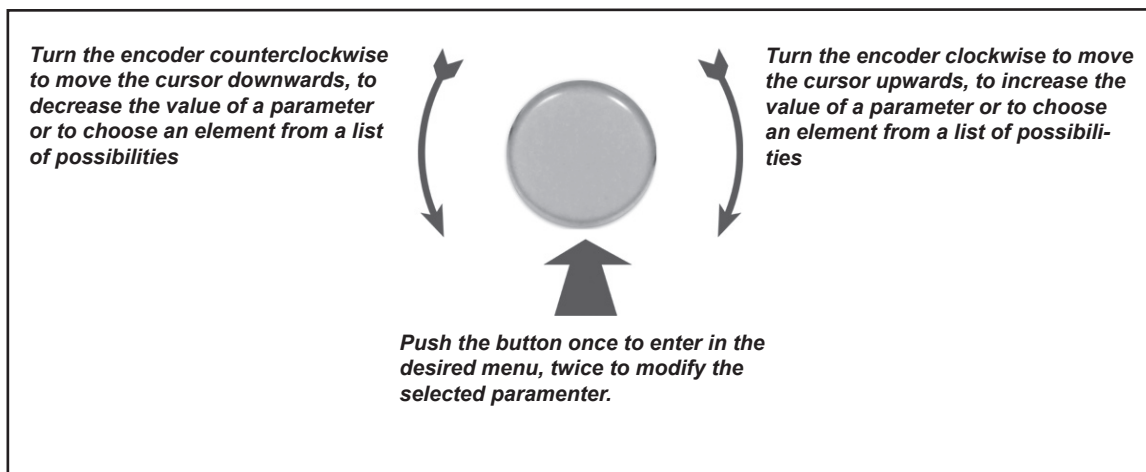 Turn the encoder counterclockwise
to move the cursor downwards, to
decrease the value of a parameter
or to choose an element from a list
of possibilities
Turn the encoder clockwise to move
the cursor upwards, to increase the
value of a parameter or to choose
an element from a list of possibili-
ties
Push the button once to enter in the
desired menu, twice to modify the
selected paramenter.